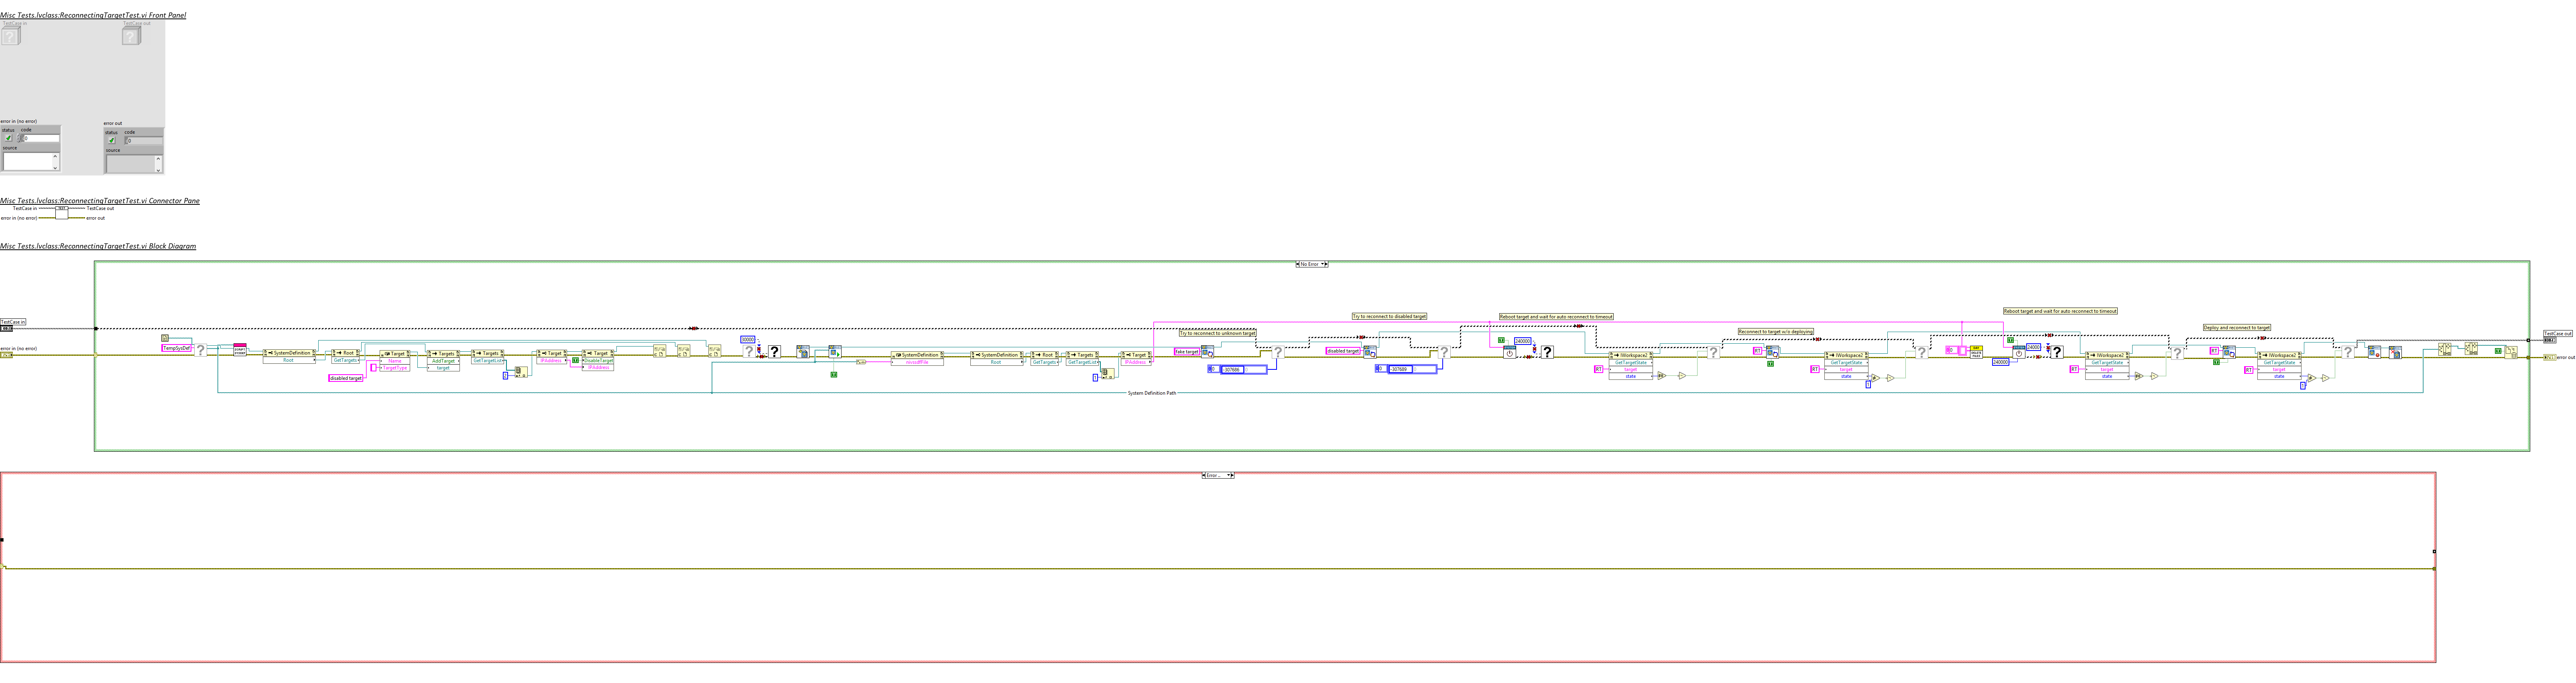 Misc Tests.lvclass:ReconnectingTargetTest.vi Front Panel
TestCase in
TestCase out
error in (no error)
status code
0
source
error out
status code
0
source
Misc Tests.lvclass:ReconnectingTargetTest.vi Connector Pane
TestCase in
TestCase out
error in (no error)
error out
Misc Tests.lvclass:ReconnectingTargetTest.vi Block Diagram
No Error
TestCase in
error in (no error)
TempSysDef
SystemDefinition
Root
Root
GetTargets
Target
Name
TargetType
disabled target
Targets
AddTarget
target
Targets
GetTargetList
Target
IPAddress
Target
DisableTarget
IPAddress
SystemDefinition
nivssdfFile
SystemDefinition
Root
Root
GetTargets
Targets
GetTargetList
Target
IPAddress
Try to reconnect to unknown target
fake target
-307686
Try to reconnect to disabled target
disabled target
-307686
Reboot target and wait for auto reconnect to timeout
240000
RT
IWorkspace2
GetTargetState
target
state
Reconnect to target w/o deploying
RT
RT
IWorkspace2
GetTargetState
target
state
Reboot target and wait for auto reconnect to timeout
240000
RT
IWorkspace2
GetTargetState
target
state
Deploy and reconnect to target
RT
RT
IWorkspace2
GetTargetState
target
state
TestCase out
error out
System Definition Path
Error